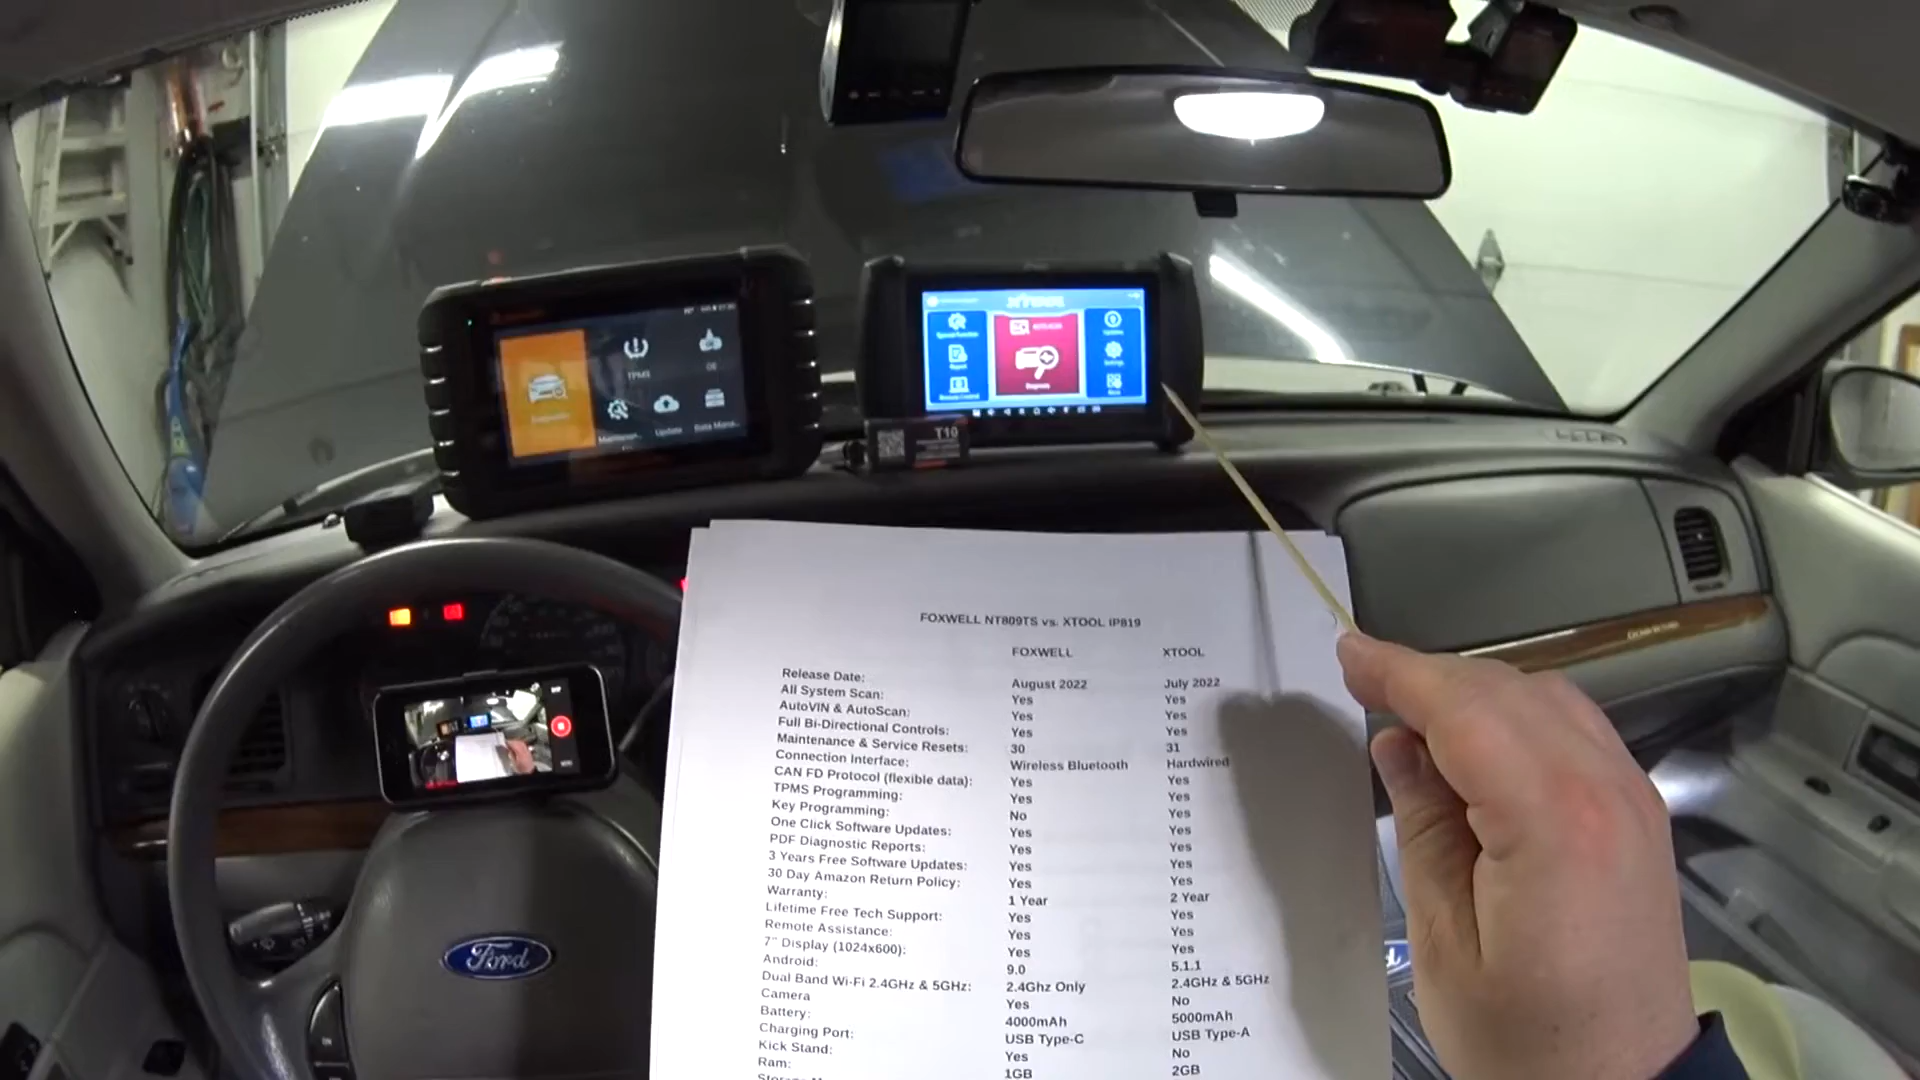 XTOOL
Diagnosis
TPMS
OE
Update
T10
FOXWELL NT809TS vs. XTOOL IP819
FOXWELL XTOOL
Release Date: August 2022 July 2022
All System Scan: Yes Yes
AutoVIN & AutoScan: Yes Yes
Full Bi-Directional Controls: Yes Yes
Maintenance & Service Resets: 30 31
Connection Interface: Wireless Bluetooth Hardwired
CAN FD Protocol (flexible data): Yes Yes
TPMS Programming: Yes Yes
Key Programming: No Yes
One Click Software Updates: Yes Yes
PDF Diagnostic Reports: Yes Yes
3 Years Free Software Updates: Yes Yes
30 Day Amazon Return Policy: Yes Yes
Warranty: 1 Year 2 Year
Lifetime Free Tech Support: Yes Yes
Remote Assistance: Yes Yes
7" Display (1024x600): Yes Yes
Android: 9.0 5.1.1
Dual Band Wi-Fi 2.4GHz & 5GHz: 2.4Ghz Only 2.4GHz & 5GHz
Camera Yes No
Battery: 4000mAh 5000mAh
Charging Port: USB Type-C USB Type-A
Kick Stand: Yes No
Ram: 1GB 2GB
Ford